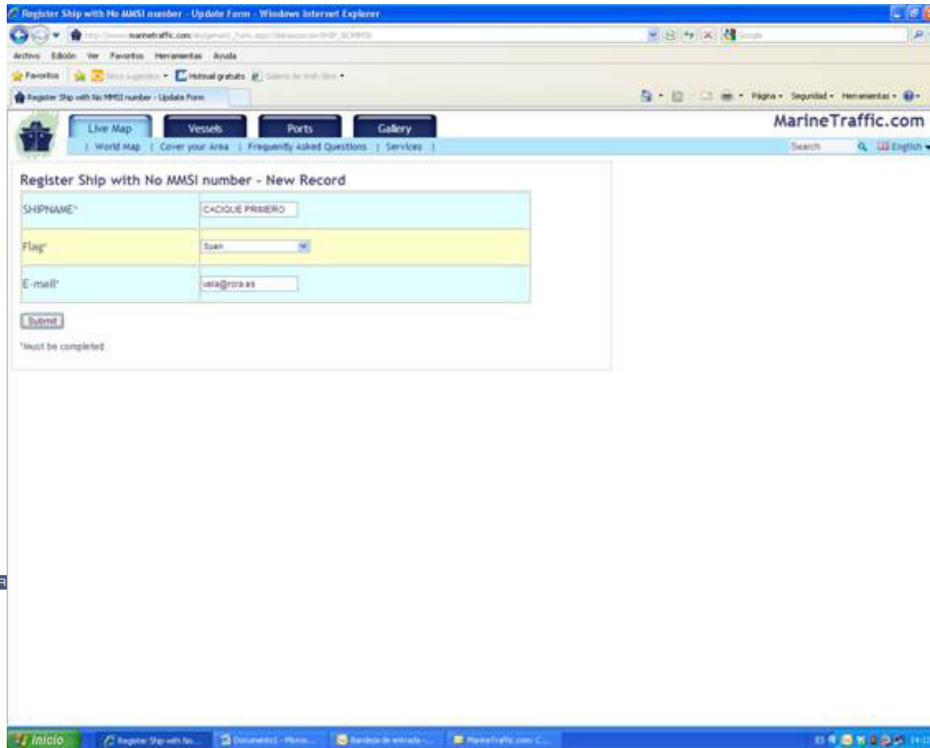 Register Ship with No MMSI number - Update Form - Windows Internet Explorer
marinetraffic.com
Google
Archivo Edición Ver Favoritos Herramientas Ayuda
Favoritos Hotmail gratuito
Register Ship with No MMSI number - Update Form
Página Seguridad Herramientas
MarineTraffic.com
Live Map Vessels Ports Gallery
| World Map | Cover your Area | Frequently Asked Questions | Services |
Search English
Register Ship with No MMSI number - New Record
SHIPNAME* CACIQUE PRIMERO
Flag* Spain
E-mail*
Submit
*Must be completed
Inicio Register Ship with No... Documento1 - Micros... Bandeja de entrada -... MarineTraffic.com: C...
ES